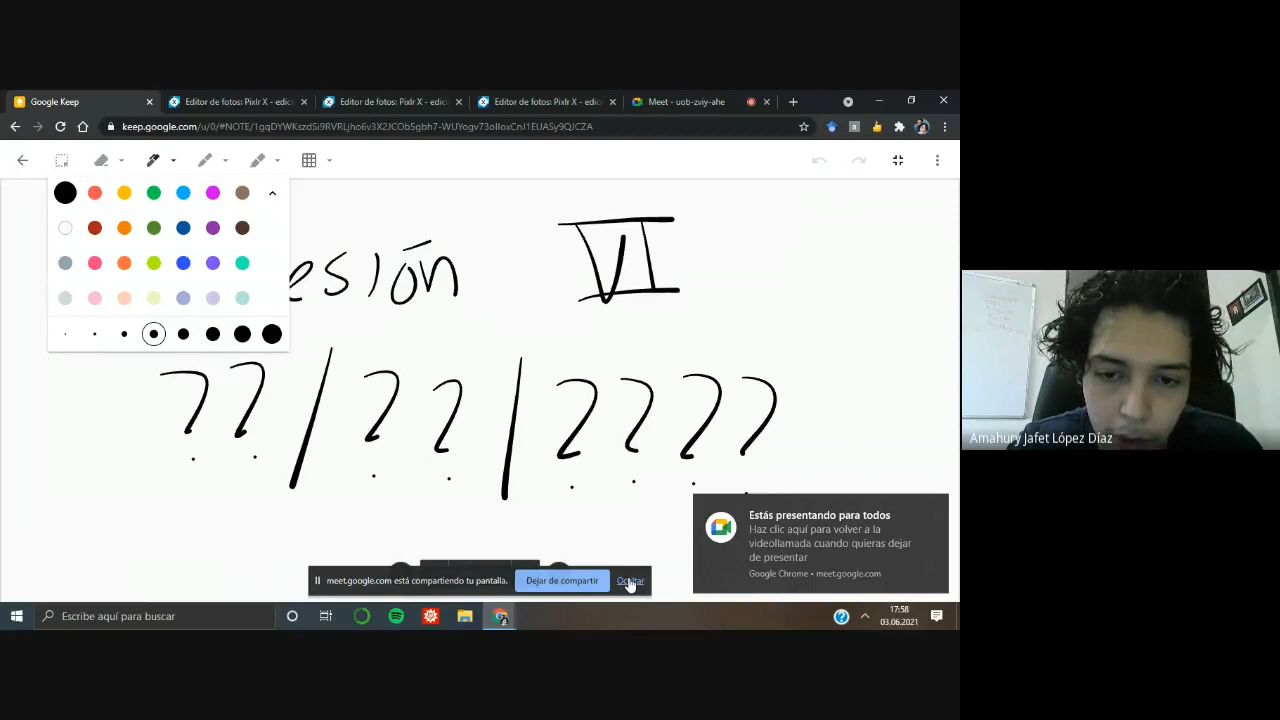 Google Keep
Editor de fotos: Pixlr X - edic
Editor de fotos: Pixlr X - edic
Editor de fotos: Pixlr X - edic
Meet - uob-zviy-ahe
keep.google.com/u/0/#NOTE/1gqDYWKszdSi9RVRLjho6v3X2JCOb5gbh7-WUYogv73olloxCnJ1EUASy9QJCZA
esión VI
??/??/????
Amahury Jafet López Díaz
Estás presentando para todos
Haz clic aquí para volver a la
videollamada cuando quieras dejar
de presentar
Google Chrome • meet.google.com
meet.google.com está compartiendo tu pantalla.
Dejar de compartir
Ocultar
Escribe aquí para buscar
17:58
03.06.2021